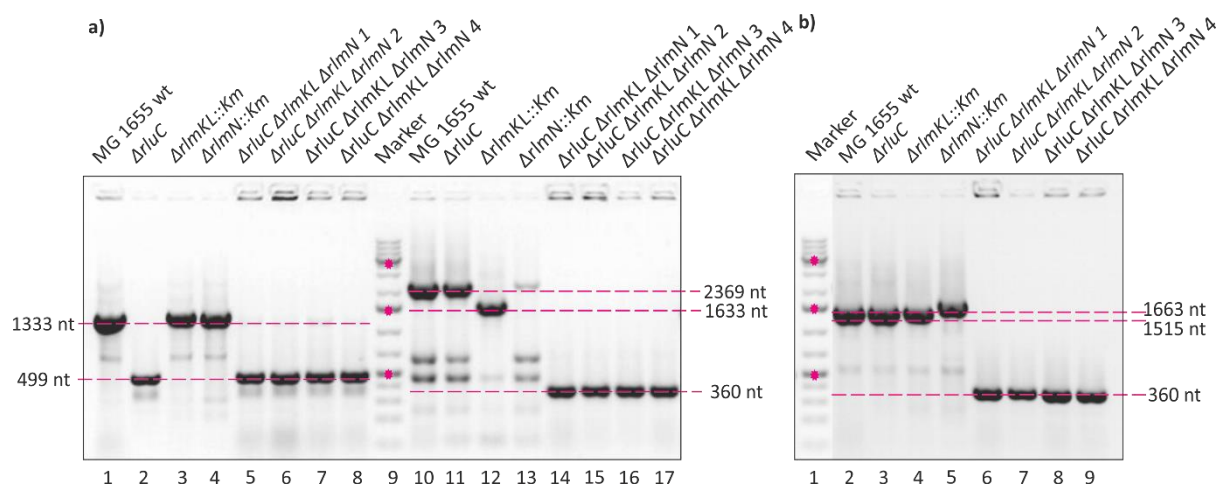 a)
MG 1655 wt
ΔrluC
ΔrlmKL::Km
ΔrlmN::Km
ΔrluC ΔrlmKL ΔrlmN 1
ΔrluC ΔrlmKL ΔrlmN 2
ΔrluC ΔrlmKL ΔrlmN 3
ΔrluC ΔrlmKL ΔrlmN 4
Marker
MG 1655 wt
ΔrluC
ΔrlmKL::Km
ΔrlmN::Km
ΔrluC ΔrlmKL ΔrlmN 1
ΔrluC ΔrlmKL ΔrlmN 2
ΔrluC ΔrlmKL ΔrlmN 3
ΔrluC ΔrlmKL ΔrlmN 4
1333 nt
499 nt
2369 nt
1633 nt
360 nt
1 2 3 4 5 6 7 8 9 10 11 12 13 14 15 16 17
b)
Marker
MG 1655 wt
ΔrluC
ΔrlmKL::Km
ΔrlmN::Km
ΔrluC ΔrlmKL ΔrlmN 1
ΔrluC ΔrlmKL ΔrlmN 2
ΔrluC ΔrlmKL ΔrlmN 3
ΔrluC ΔrlmKL ΔrlmN 4
1663 nt
1515 nt
360 nt
1 2 3 4 5 6 7 8 9